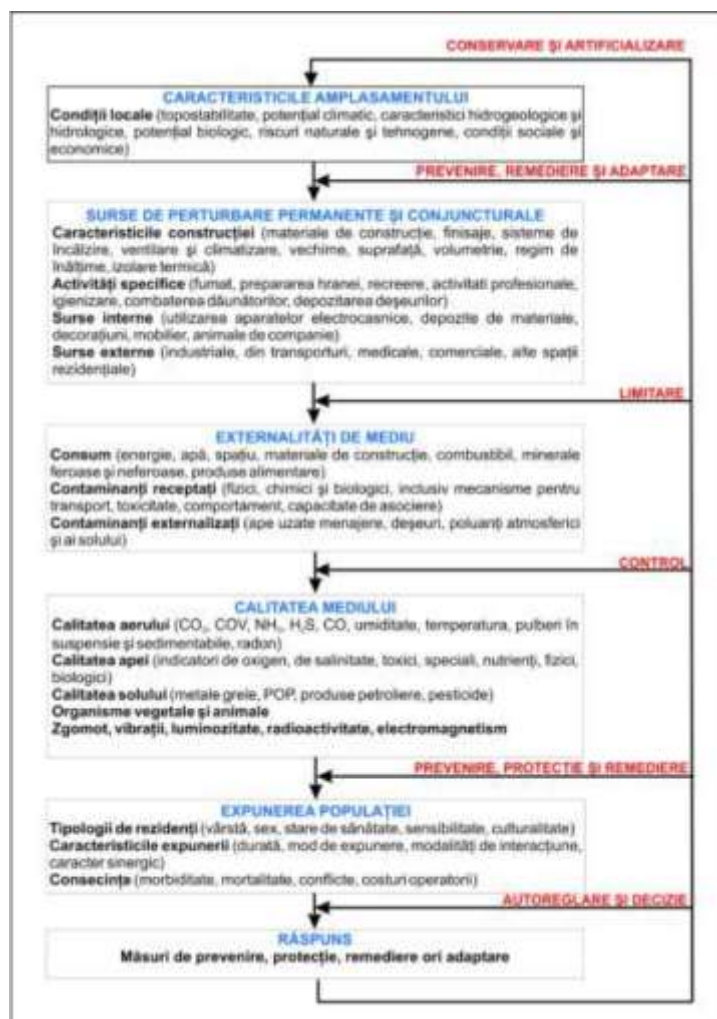 CONSERVARE ŞI ARTIFICIALIZARE
CARACTERISTICILE AMPLASAMENTULUI
Condiţii locale (topostabilitate, potenţial climatic, caracteristici hidrogeologice şi
hidrologice, potenţial biologic, riscuri naturale şi tehnogene, condiţii sociale şi
economice)
PREVENIRE, REMEDIERE ŞI ADAPTARE
SURSE DE PERTURBARE PERMANENTE ŞI CONJUNCTURALE
Caracteristicile construcţiei (materiale de construcţie, finisaje, sisteme de
încălzire, ventilare şi climatizare, vechime, suprafaţă, volumetrie, regim de
înălţime, izolare termică)
Activităţi specifice (fumat, prepararea hranei, recreere, activitati profesionale,
igienizare, combaterea dăunătorilor, depozitarea deşeurilor)
Surse interne (utilizarea aparatelor electrocasnice, depozite de materiale,
decoraţiuni, mobilier, animale de companie)
Surse externe (industriale, din transporturi, medicale, comerciale, alte spaţii
rezidenţiale)
LIMITARE
EXTERNALITĂŢI DE MEDIU
Consum (energie, apă, spaţiu, materiale de construcţie, combustibil, minerale
feroase şi neferoase, produse alimentare)
Contaminanţi receptaţi (fizici, chimici şi biologici, inclusiv mecanisme pentru
transport, toxicitate, comportament, capacitate de asociere)
Contaminanţi externalizaţi (ape uzate menajere, deşeuri, poluanţi atmosferici
şi ai solului)
CONTROL
CALITATEA MEDIULUI
Calitatea aerului (CO₂, COV, NH₃, H₂S, CO, umiditate, temperatura, pulberi în
suspensie şi sedimentabile, radon)
Calitatea apei (indicatori de oxigen, de salinitate, toxici, speciali, nutrienţi, fizici,
biologici)
Calitatea solului (metale grele, POP, produse petroliere, pesticide)
Organisme vegetale şi animale
Zgomot, vibraţii, luminozitate, radioactivitate, electromagnetism
PREVENIRE, PROTECŢIE ŞI REMEDIERE
EXPUNEREA POPULAŢIEI
Tipologii de rezidenţi (vârstă, sex, stare de sănătate, sensibilitate, culturalitate)
Caracteristicile expunerii (durată, mod de expunere, modalităţi de interacţiune,
caracter sinergic)
Consecinţa (morbiditate, mortalitate, conflicte, costuri operatorii)
AUTOREGLARE ŞI DECIZIE
RĂSPUNS
Măsuri de prevenire, protecţie, remediere ori adaptare